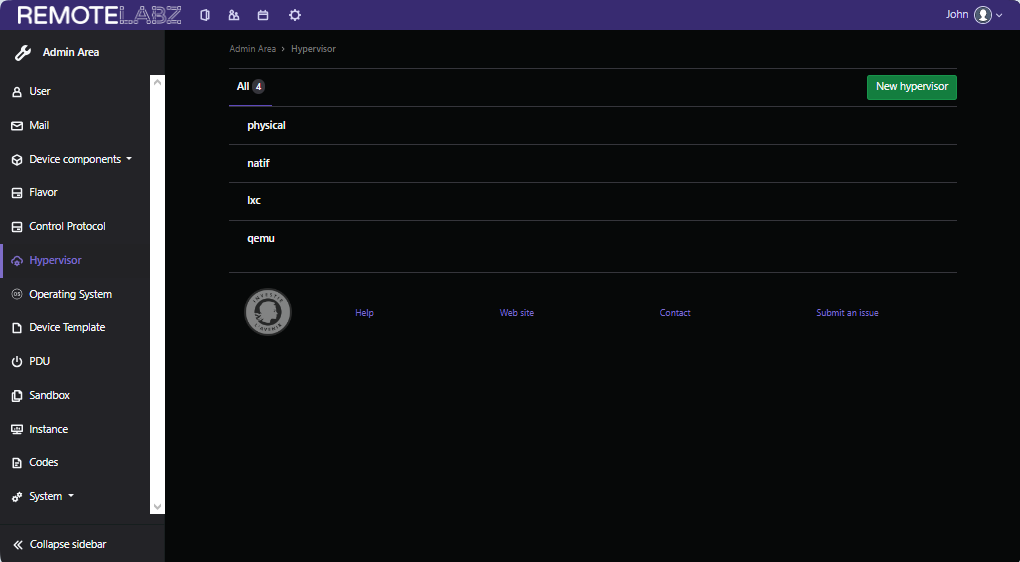 REMOTELABZ
John
Admin Area
User
Mail
Device components
Flavor
Control Protocol
Hypervisor
Operating System
Device Template
PDU
Sandbox
Instance
Codes
System
Collapse sidebar
Admin Area › Hypervisor
All 4
New hypervisor
physical
natif
lxc
qemu
INVESTIR L'AVENIR
Help
Web site
Contact
Submit an issue